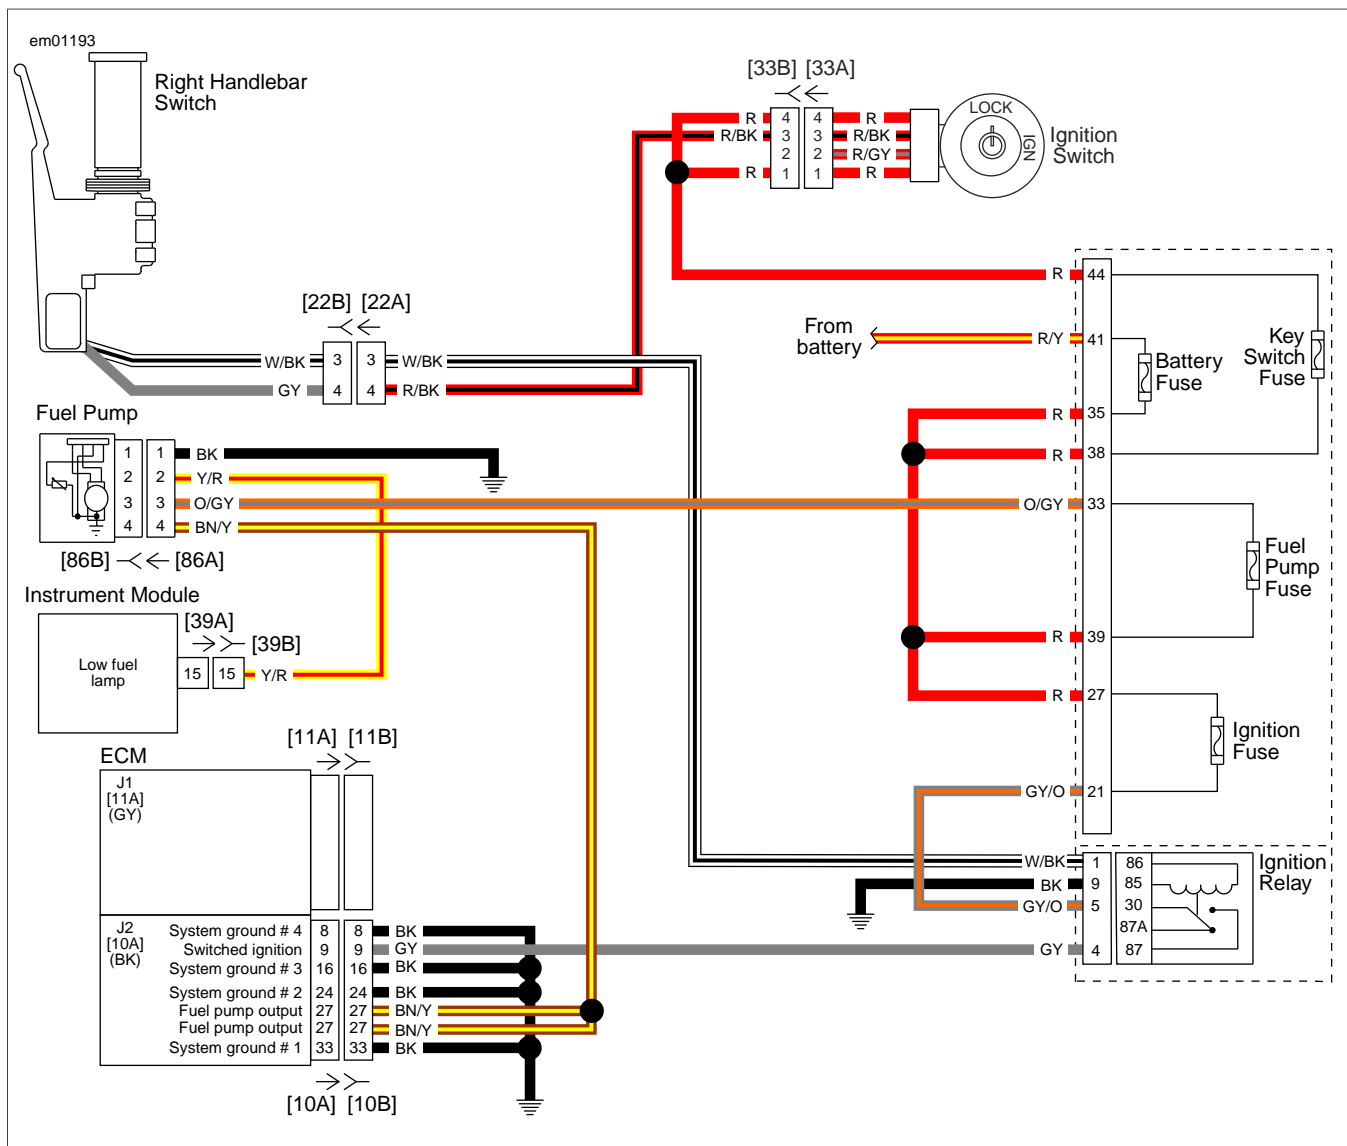 em01193
Right Handlebar
Switch
[33B] [33A]
LOCK
IGN
Ignition
Switch
R 4 4 R
R/BK 3 3 R/BK
2 2 R/GY
R 1 1 R
[22B] [22A]
W/BK 3 3 W/BK
GY 4 4 R/BK
R 44
From
battery
R/Y 41
Battery
Fuse
Key
Switch
Fuse
R 35
R 38
Fuel Pump
1 1 BK
2 2 Y/R
3 3 O/GY
4 4 BN/Y
[86B] [86A]
O/GY 33
Fuel
Pump
Fuse
R 39
Instrument Module
[39A]
[39B]
Low fuel
lamp
15 15 Y/R
R 27
Ignition
Fuse
GY/O 21
ECM
[11A] [11B]
J1
[11A]
(GY)
W/BK 1 86
BK 9 85
GY/O 5 30
87A
GY 4 87
Ignition
Relay
J2
[10A]
(BK)
System ground # 4 8 8 BK
Switched ignition 9 9 GY
System ground # 3 16 16 BK
System ground # 2 24 24 BK
Fuel pump output 27 27 BN/Y
Fuel pump output 27 27 BN/Y
System ground # 1 33 33 BK
[10A] [10B]